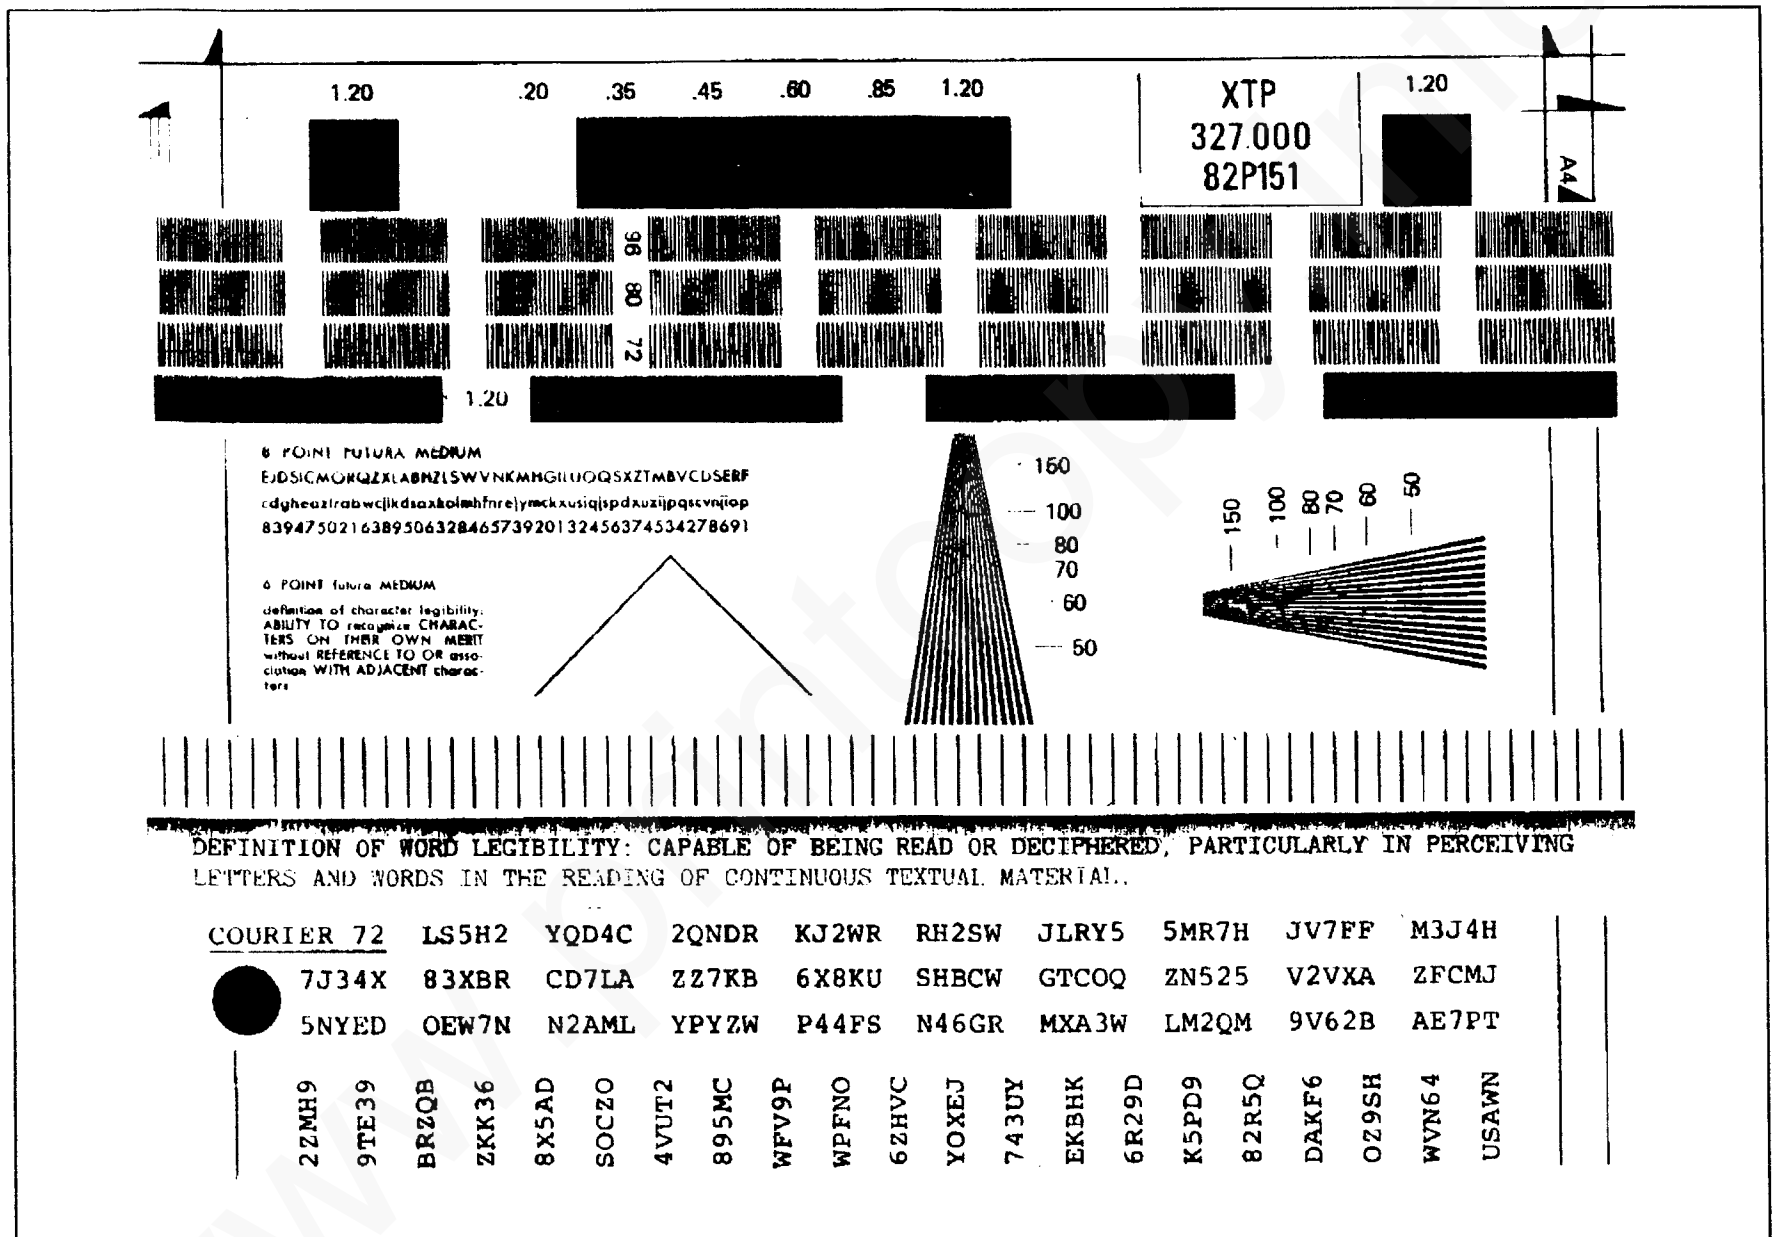 1.20 .20 .35 .45 .60 .85 1.20 1.20
XTP
327.000
82P151
A4
96
80
72
1.20
8 POINT FUTURA MEDIUM
839475021638950632846573920132456374534278691
6 POINT futura MEDIUM
definition of character legibility:
ABILITY TO recognize CHARAC-
TERS ON THEIR OWN MERIT
without REFERENCE TO OR asso-
ciation WITH ADJACENT charac-
ters
150
100
80
70
60
50
150 100 80 70 60 50
DEFINITION OF WORD LEGIBILITY: CAPABLE OF BEING READ OR DECIPHERED, PARTICULARLY IN PERCEIVING
LETTERS AND WORDS IN THE READING OF CONTINUOUS TEXTUAL MATERIAL.
COURIER 72 LS5H2 YQD4C 2QNDR KJ2WR RH2SW JLRY5 5MR7H JV7FF M3J4H
7J34X 83XBR CD7LA ZZ7KB 6X8KU SHBCW GTCOQ ZN525 V2VXA ZFCMJ
5NYED OEW7N N2AML YPYZW P44FS N46GR MXA3W LM2QM 9V62B AE7PT
2ZMH9 9TE39 BRZQB ZKK36 8X5AD SOCZO 4VUT2 895MC WFV9P WPFNO 6ZHVC YOXEJ 743UY EKBHK 6R29D K5PD9 82R5Q DAKF6 OZ9SH WVN64 USAWN